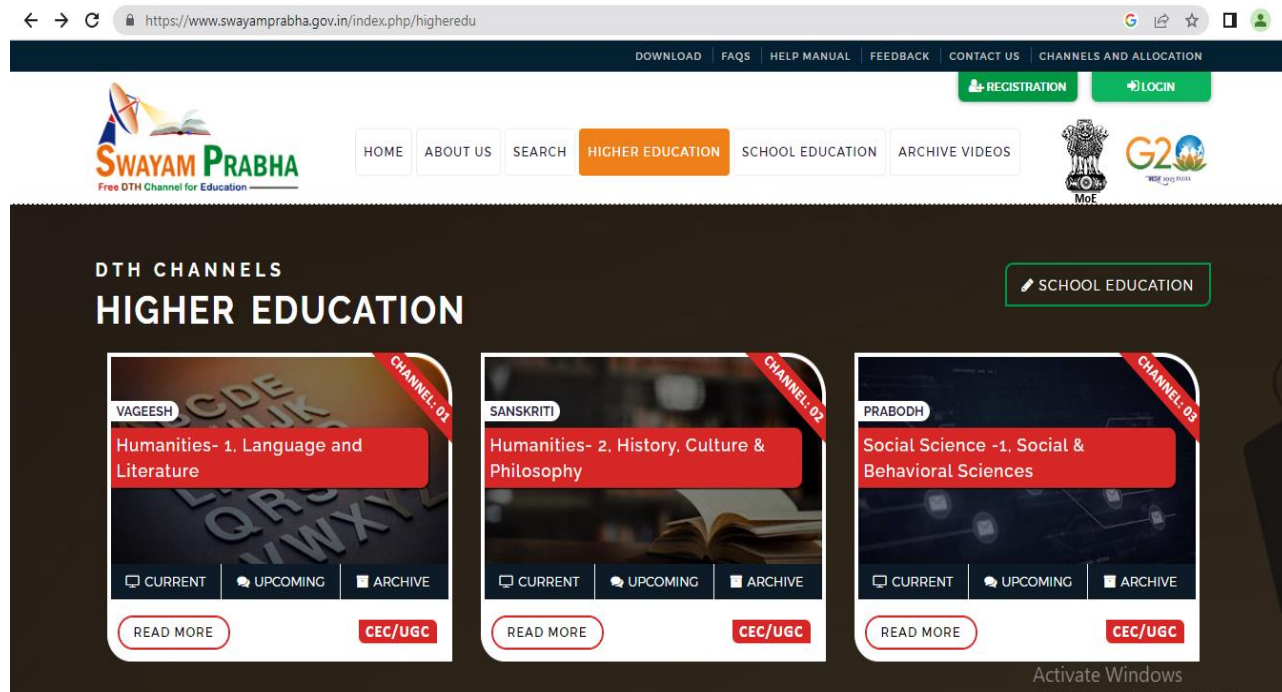 https://www.swayamprabha.gov.in/index.php/higheredu
DOWNLOAD FAQS HELP MANUAL FEEDBACK CONTACT US CHANNELS AND ALLOCATION
REGISTRATION LOGIN
SWAYAM PRABHA
Free DTH Channel for Education
HOME ABOUT US SEARCH HIGHER EDUCATION SCHOOL EDUCATION ARCHIVE VIDEOS
MoE
G20
DTH CHANNELS
HIGHER EDUCATION
SCHOOL EDUCATION
CHANNEL: 01
VAGEESH
Humanities- 1, Language and
Literature
CURRENT UPCOMING ARCHIVE
READ MORE CEC/UGC
CHANNEL: 02
SANSKRITI
Humanities- 2, History, Culture &
Philosophy
CURRENT UPCOMING ARCHIVE
READ MORE CEC/UGC
CHANNEL: 03
PRABODH
Social Science -1, Social &
Behavioral Sciences
CURRENT UPCOMING ARCHIVE
READ MORE CEC/UGC
Activate Windows